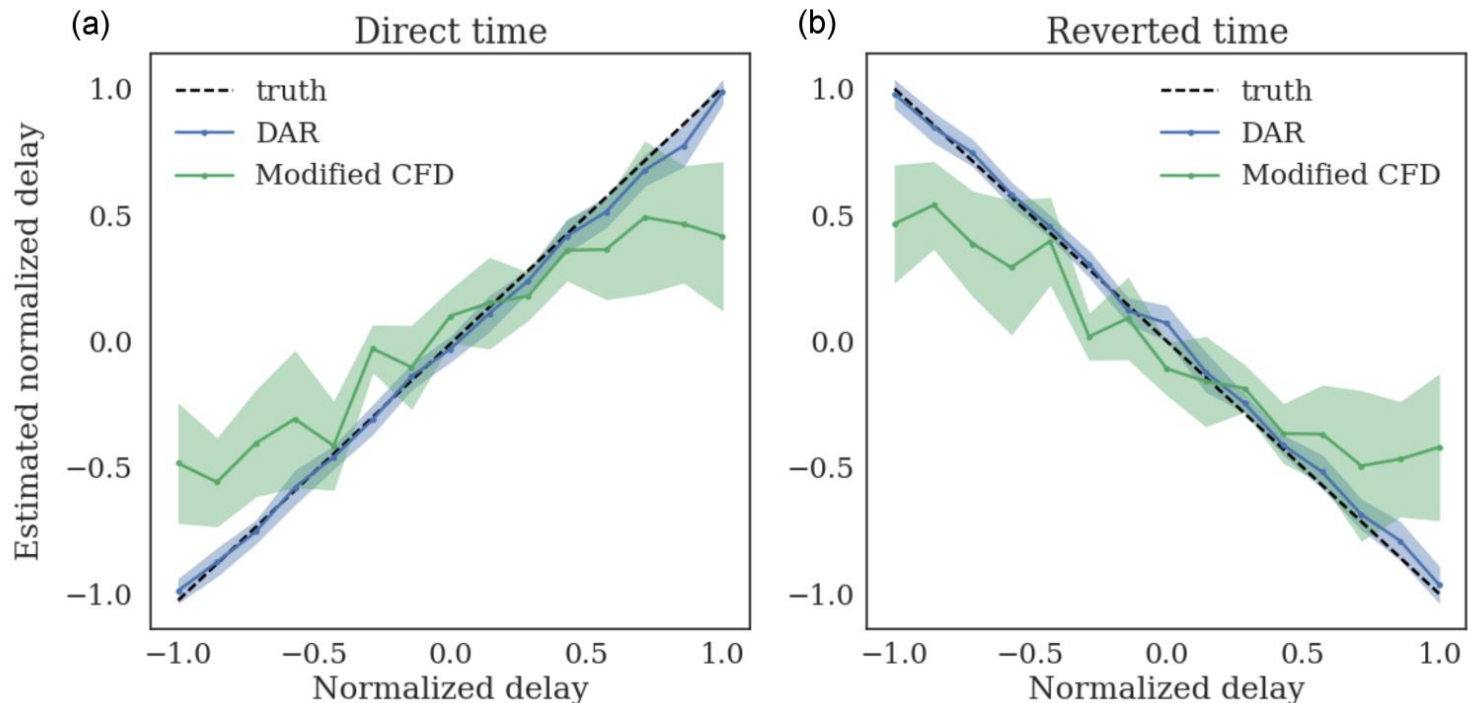 (a)
Direct time
Estimated normalized delay
1.0
0.5
0.0
−0.5
−1.0
truth
DAR
Modified CFD
−1.0 −0.5 0.0 0.5 1.0
Normalized delay
(b)
Reverted time
1.0
0.5
0.0
−0.5
−1.0
truth
DAR
Modified CFD
−1.0 −0.5 0.0 0.5 1.0
Normalized delay